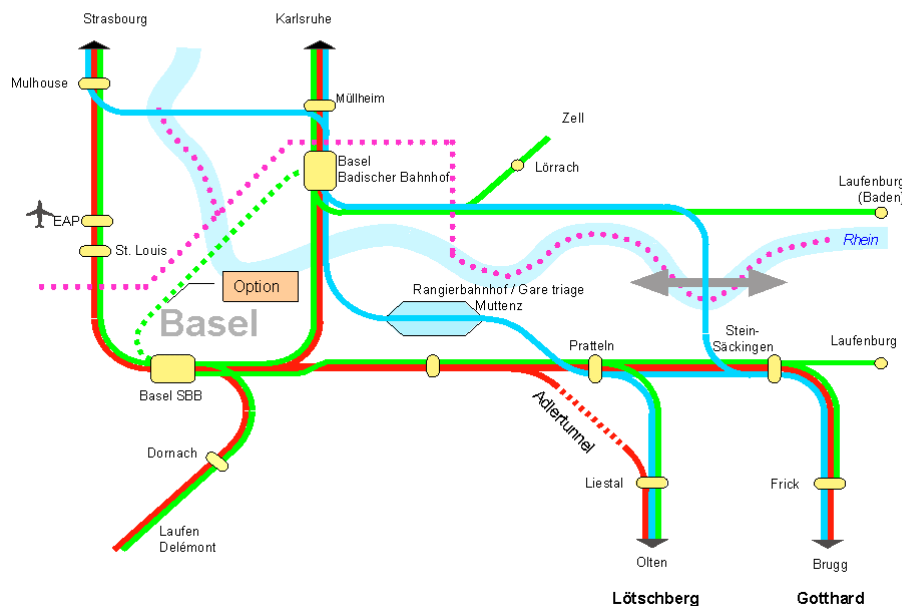 Strasbourg
Karlsruhe
Mulhouse
Müllheim
Zell
Basel
Badischer Bahnhof
Lörrach
Laufenburg
(Baden)
EAP
St. Louis
Rhein
Option
Rangierbahnhof / Gare triage
Muttenz
Basel
Stein-
Säckingen
Pratteln
Laufenburg
Basel SBB
Adlertunnel
Dornach
Liestal
Frick
Laufen
Delémont
Olten
Brugg
Lötschberg
Gotthard